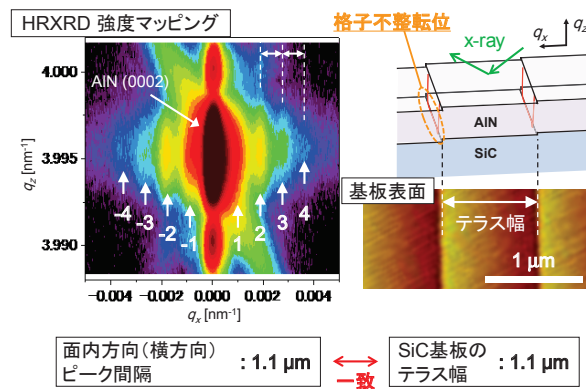 HRXRD 強度マッピング
4.000
3.995
3.990
qz [nm-1]
AlN (0002)
-4
-3
-2
-1
1
2
3
4
−0.004
−0.002
0.000
0.002
0.004
qx [nm-1]
格子不整転位
x-ray
qx
qz
AlN
SiC
基板表面
テラス幅
1 μm
面内方向(横方向)
ピーク間隔
: 1.1 μm
一致
SiC基板の
テラス幅
: 1.1 μm